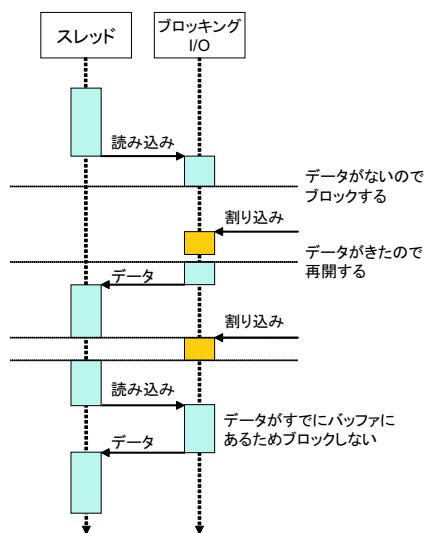 スレッド
ブロッキング
I/O
読み込み
データがないので
ブロックする
割り込み
データがきたので
再開する
データ
割り込み
読み込み
データがすでにバッファに
あるためブロックしない
データ